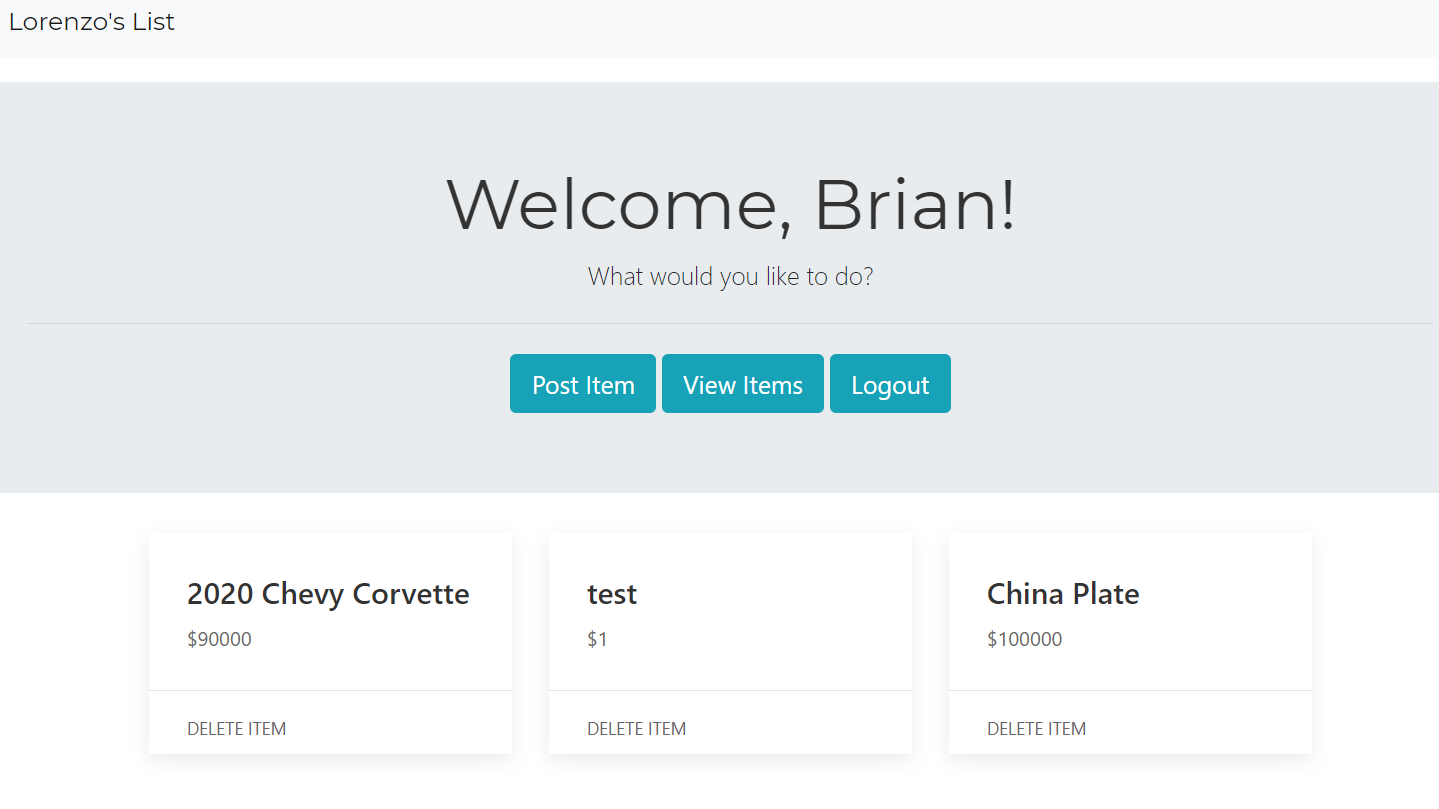 Lorenzo's List
Welcome, Brian!
What would you like to do?
Post Item View Items Logout
2020 Chevy Corvette
$90000
DELETE ITEM
test
$1
DELETE ITEM
China Plate
$100000
DELETE ITEM